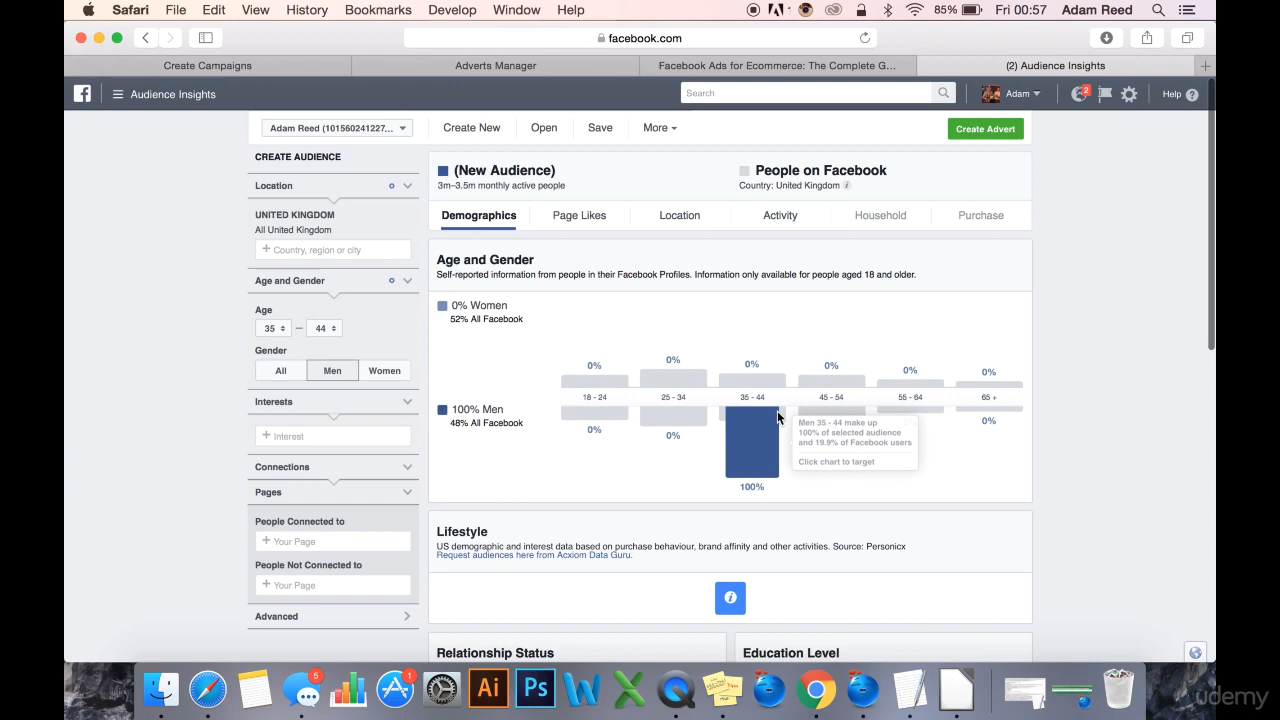 Safari File Edit View History Bookmarks Develop Window Help 85% Fri 00:57 Adam Reed
facebook.com
Create Campaigns Adverts Manager Facebook Ads for Ecommerce: The Complete G... (2) Audience Insights
Audience Insights Search Adam 2 Help
Adam Reed (101560241227... Create New Open Save More Create Advert
CREATE AUDIENCE
Location
UNITED KINGDOM
All United Kingdom
Country, region or city
Age and Gender
Age
35 — 44
Gender
All Men Women
Interests
Interest
Connections
Pages
People Connected to
Your Page
People Not Connected to
Your Page
Advanced
(New Audience) People on Facebook
3m–3.5m monthly active people Country: United Kingdom
Demographics Page Likes Location Activity Household Purchase
Age and Gender
Self-reported information from people in their Facebook Profiles. Information only available for people aged 18 and older.
0% Women
52% All Facebook
0% 0% 0% 0% 0% 0%
18 - 24 25 - 34 35 - 44 45 - 54 55 - 64 65 +
100% Men
48% All Facebook
0% 0% 100% 0%
Men 35 - 44 make up
100% of selected audience
and 19.9% of Facebook users
Click chart to target
Lifestyle
US demographic and interest data based on purchase behaviour, brand affinity and other activities. Source: Personicx
Request audiences here from Acxiom Data Guru.
Relationship Status Education Level
5 1 Ai Ps
udemy